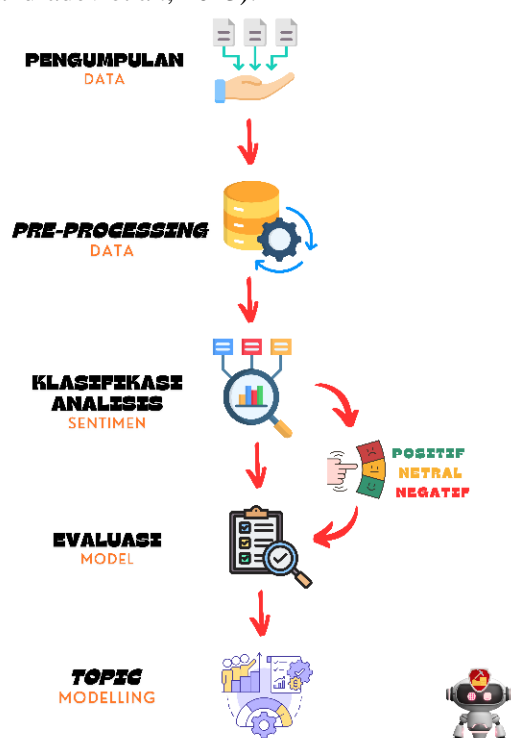 PENGUMPULAN
DATA
PRE-PROCESSING
DATA
KLASIFIKASI
ANALISIS
SENTIMEN
POSITIF
NETRAL
NEGATIF
EVALUASI
MODEL
TOPIC
MODELLING